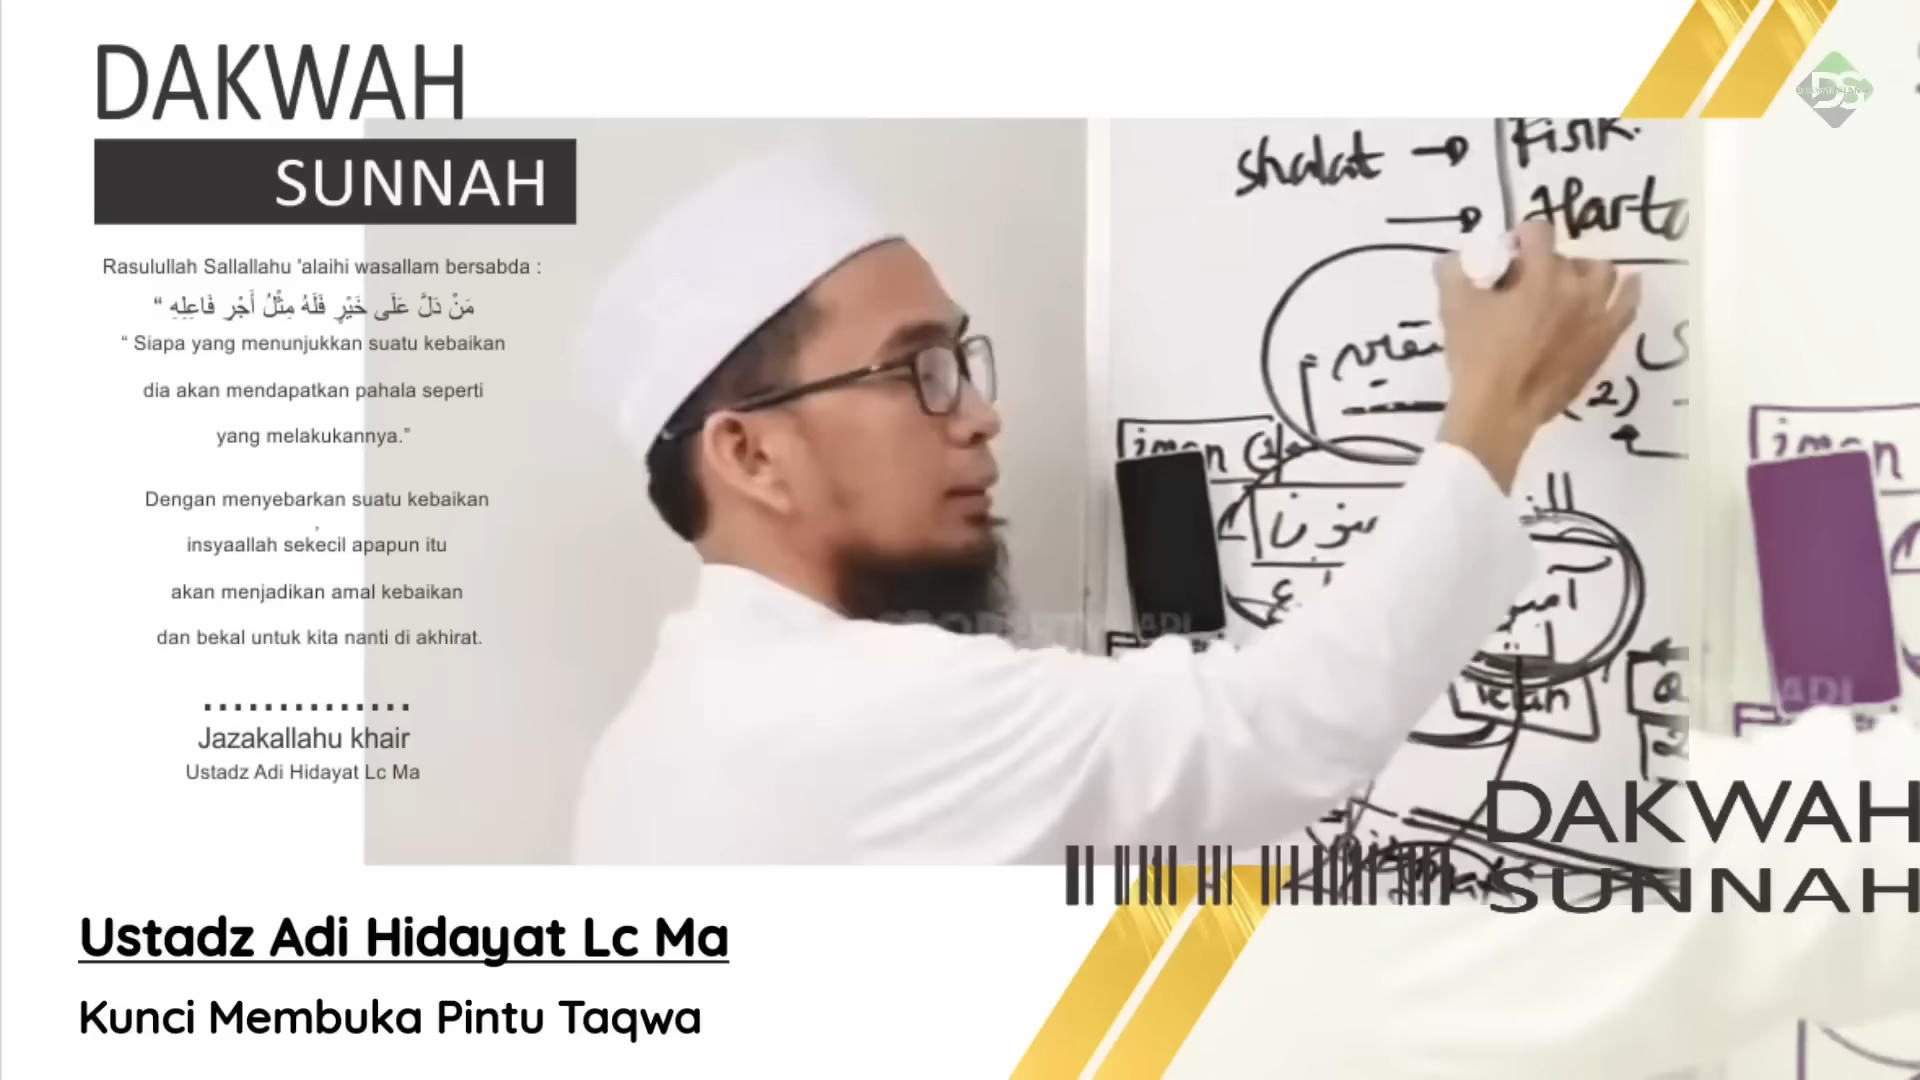 DAKWAH
SUNNAH
Rasulullah Sallallahu 'alaihi wasallam bersabda :
مَنْ دَلَّ عَلَى خَيْرٍ فَلَهُ مِثْلُ أَجْرِ فَاعِلِهِ “
“ Siapa yang menunjukkan suatu kebaikan
dia akan mendapatkan pahala seperti
yang melakukannya.”
Dengan menyebarkan suatu kebaikan
insyaallah sekecil apapun itu
akan menjadikan amal kebaikan
dan bekal untuk kita nanti di akhirat.
Jazakallahu khair
Ustadz Adi Hidayat Lc Ma
shalat → Fisik.
→ Harta
(2)
iman
iman
DS
DAKWAH
SUNNAH
Ustadz Adi Hidayat Lc Ma
Kunci Membuka Pintu Taqwa